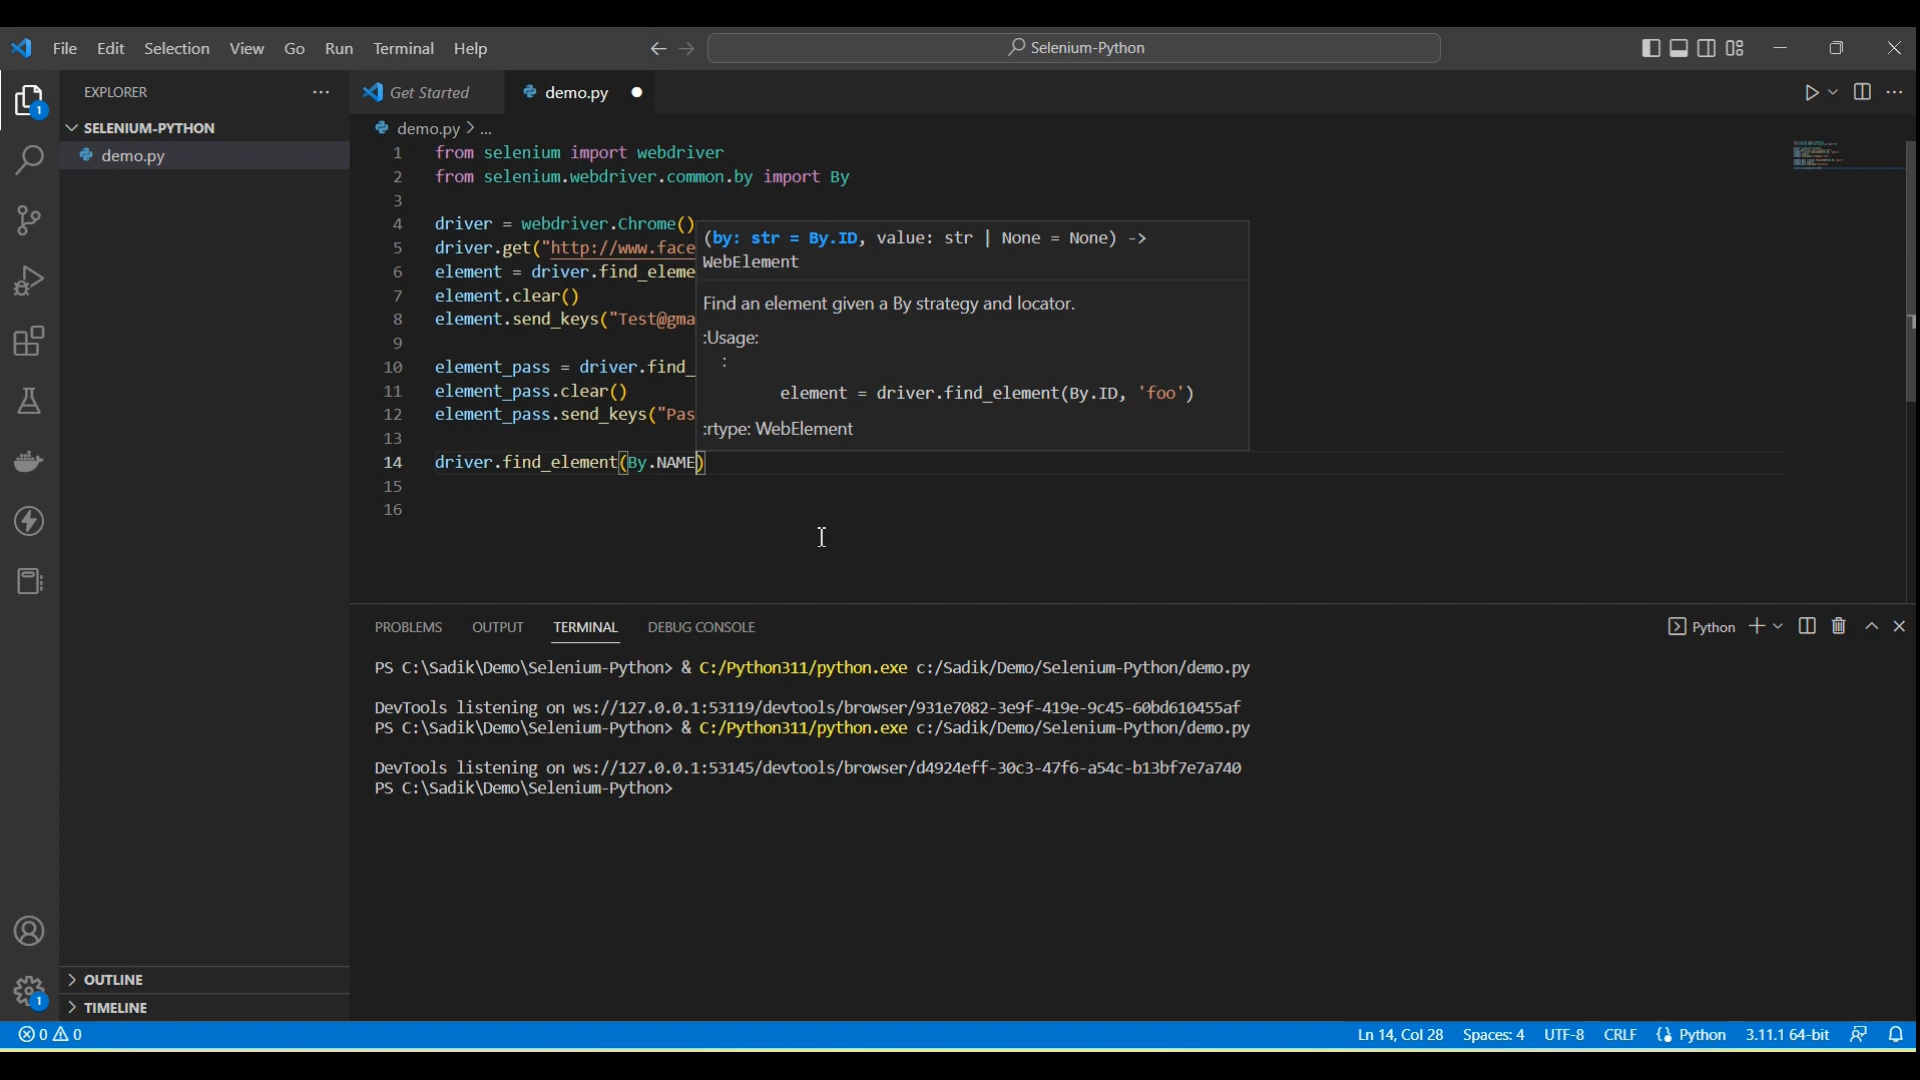 File Edit Selection View Go Run Terminal Help
Selenium-Python
EXPLORER ...
Get Started
demo.py
1
SELENIUM-PYTHON
demo.py
demo.py > ...
1 from selenium import webdriver
2 from selenium.webdriver.common.by import By
3
4 driver = webdriver.Chrome()
5 driver.get("http://www.face
6 element = driver.find_eleme
7 element.clear()
8 element.send_keys("Test@gma
9
10 element_pass = driver.find_
11 element_pass.clear()
12 element_pass.send_keys("Pas
13
14 driver.find_element(By.NAME)
15
16
(by: str = By.ID, value: str | None = None) ->
WebElement
Find an element given a By strategy and locator.
:Usage:
:
element = driver.find_element(By.ID, 'foo')
:rtype: WebElement
PROBLEMS OUTPUT TERMINAL DEBUG CONSOLE
Python
PS C:\Sadik\Demo\Selenium-Python> & C:/Python311/python.exe c:/Sadik/Demo/Selenium-Python/demo.py
DevTools listening on ws://127.0.0.1:53119/devtools/browser/931e7082-3e9f-419e-9c45-60bd610455af
PS C:\Sadik\Demo\Selenium-Python> & C:/Python311/python.exe c:/Sadik/Demo/Selenium-Python/demo.py
DevTools listening on ws://127.0.0.1:53145/devtools/browser/d4924eff-30c3-47f6-a54c-b13bf7e7a740
PS C:\Sadik\Demo\Selenium-Python>
OUTLINE
1
TIMELINE
0 0
Ln 14, Col 28 Spaces: 4 UTF-8 CRLF Python 3.11.1 64-bit